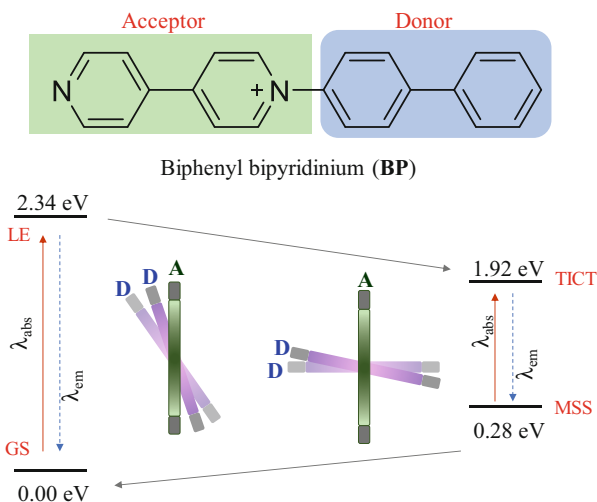 Acceptor
Donor
N
+
N
Biphenyl bipyridinium (BP)
2.34 eV
LE
λabs
λem
GS
0.00 eV
D
D
A
A
D
D
1.92 eV
TICT
λabs
λem
MSS
0.28 eV